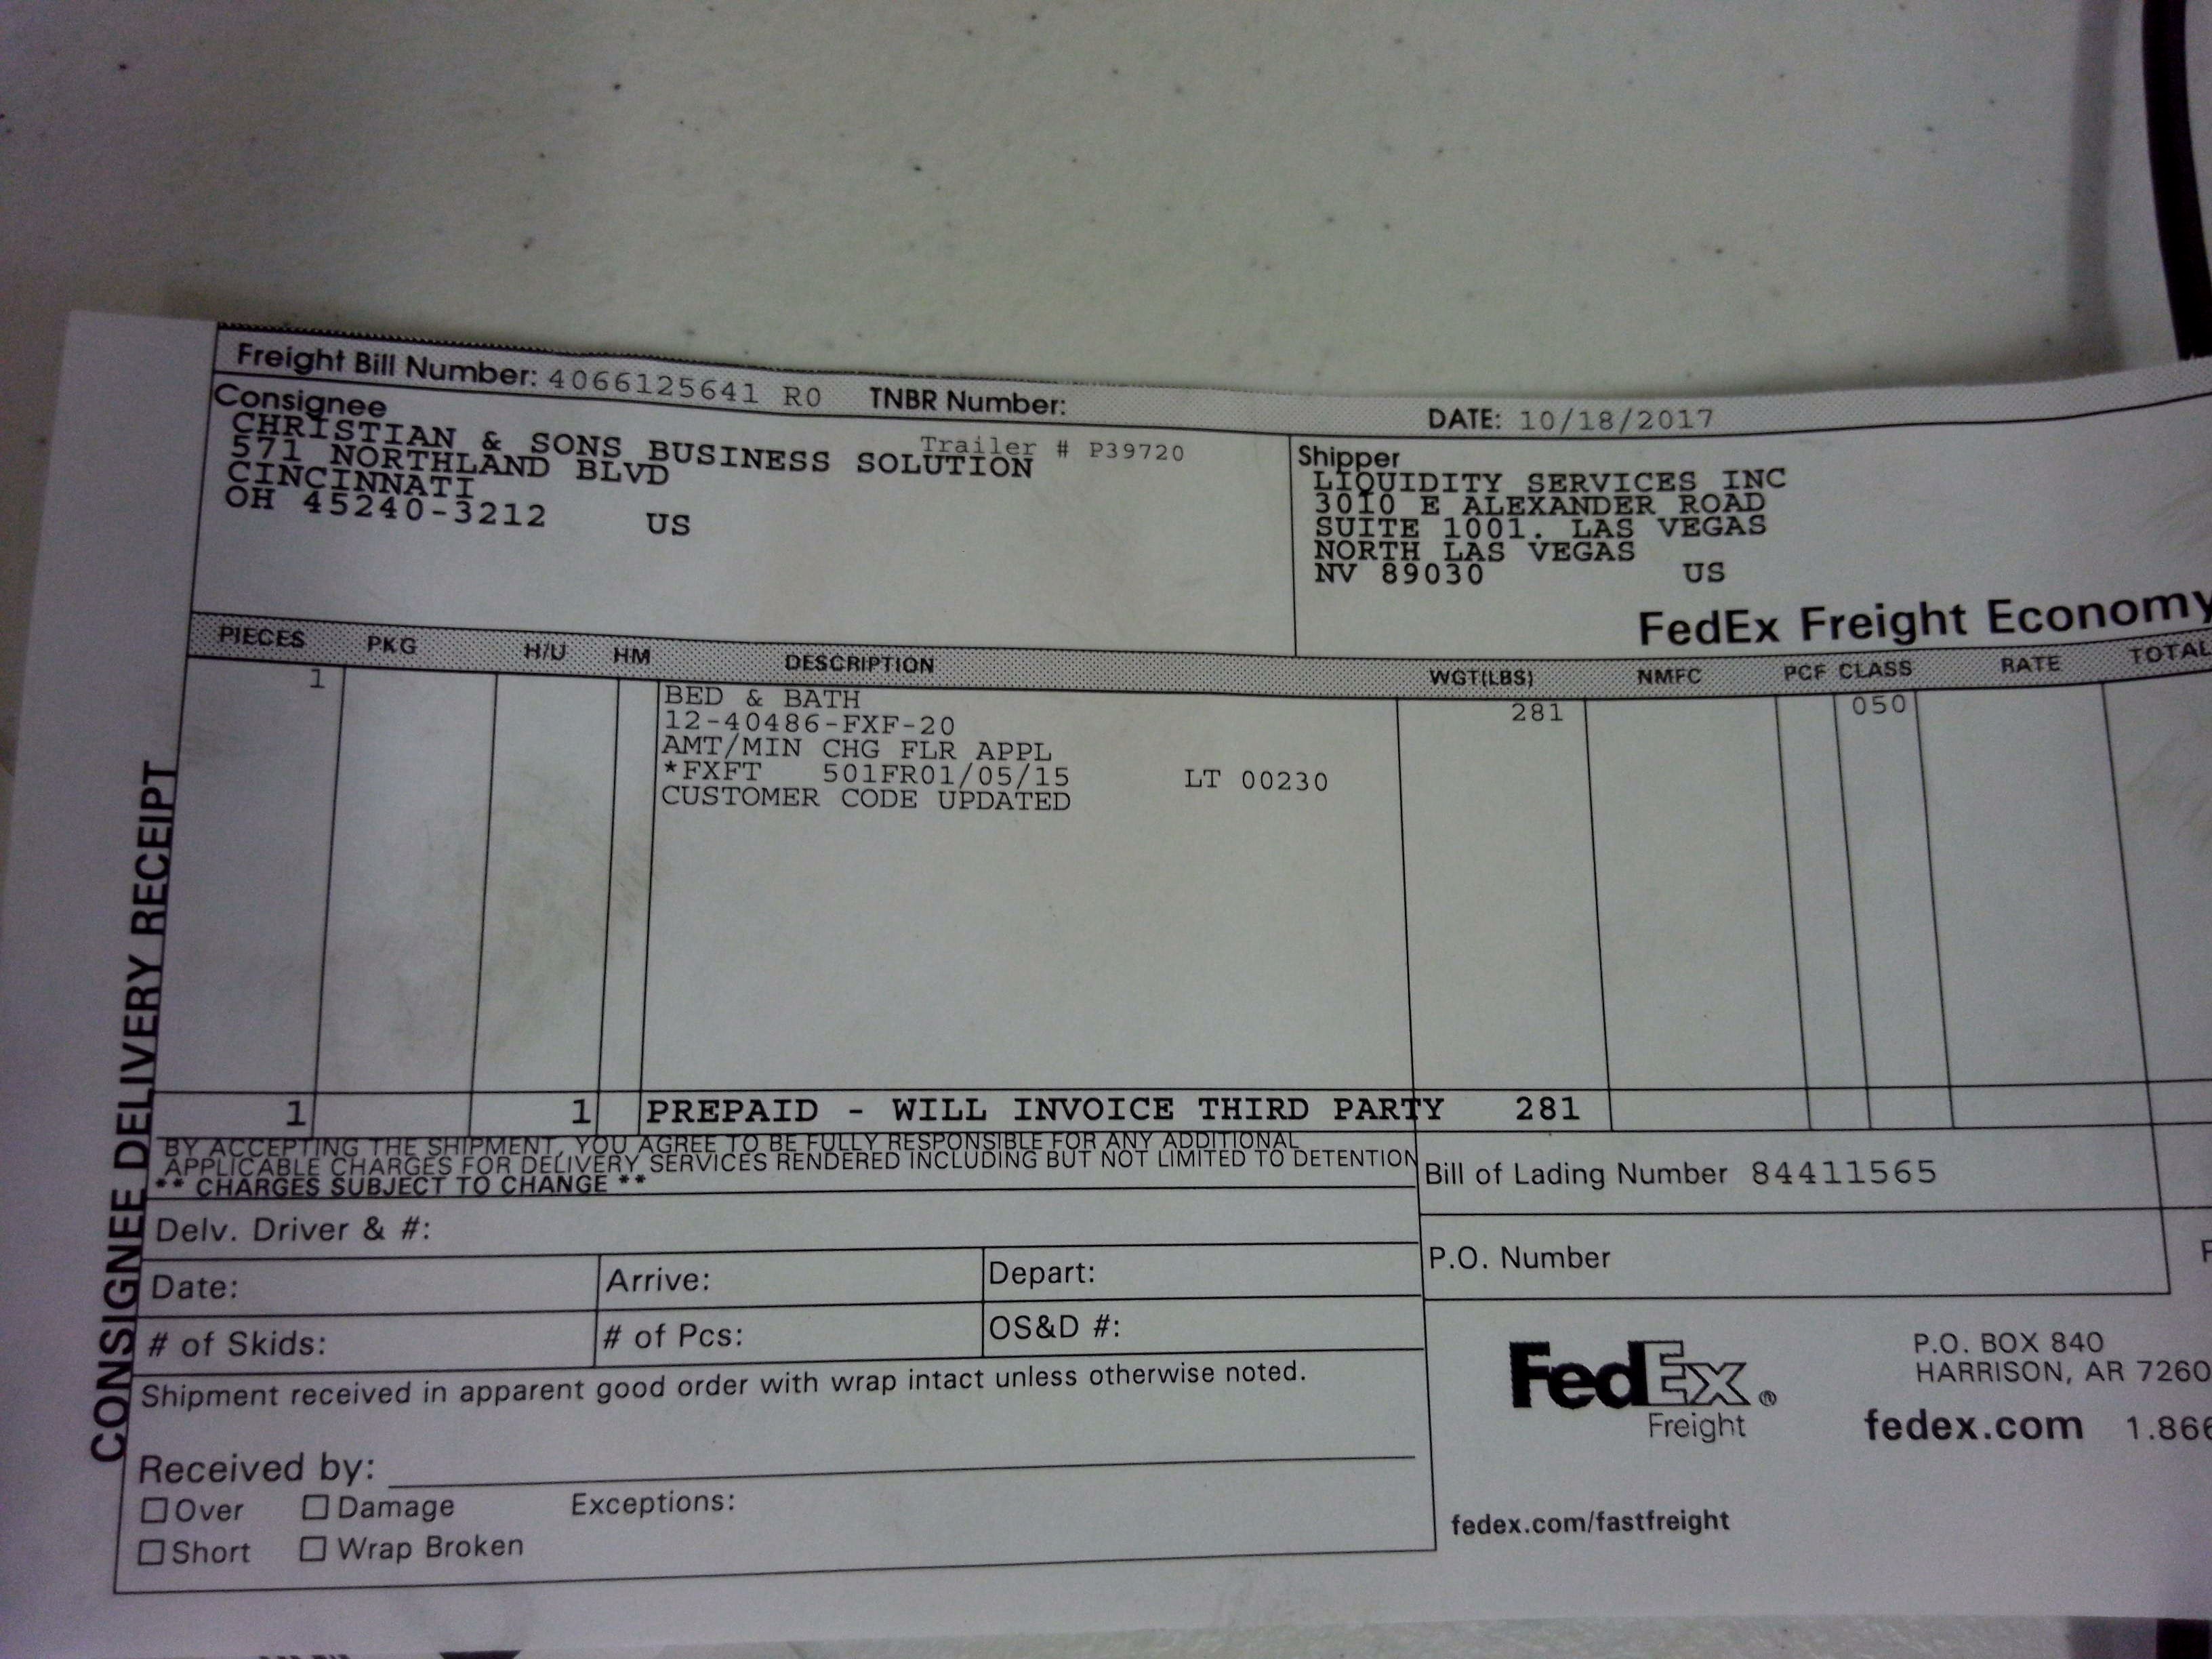 Freight Bill Number: 4066125641 R0 TNBR Number: DATE: 10/18/2017
Consignee
Trailer # P39720
CHRISTIAN & SONS BUSINESS SOLUTION
571 NORTHLAND BLVD
CINCINNATI
OH 45240-3212 US
Shipper
LIQUIDITY SERVICES INC
3010 E ALEXANDER ROAD
SUITE 1001. LAS VEGAS
NORTH LAS VEGAS
NV 89030 US
FedEx Freight Economy
PIECES PKG H/U HM DESCRIPTION WGT(LBS) NMFC PCF CLASS RATE TOTAL
1 BED & BATH 281 050
12-40486-FXF-20
AMT/MIN CHG FLR APPL
*FXFT 501FR01/05/15 LT 00230
CUSTOMER CODE UPDATED
1 1 PREPAID - WILL INVOICE THIRD PARTY 281
CONSIGNEE DELIVERY RECEIPT
BY ACCEPTING THE SHIPMENT, YOU AGREE TO BE FULLY RESPONSIBLE FOR ANY ADDITIONAL
APPLICABLE CHARGES FOR DELIVERY SERVICES RENDERED INCLUDING BUT NOT LIMITED TO DETENTION
** CHARGES SUBJECT TO CHANGE **
Bill of Lading Number 84411565
Delv. Driver & #:
P.O. Number
Date: Arrive: Depart:
# of Skids: # of Pcs: OS&D #:
Shipment received in apparent good order with wrap intact unless otherwise noted.
Received by:
Over Damage Exceptions:
Short Wrap Broken
FedEx®
Freight
P.O. BOX 840
HARRISON, AR 7260
fedex.com 1.866
fedex.com/fastfreight